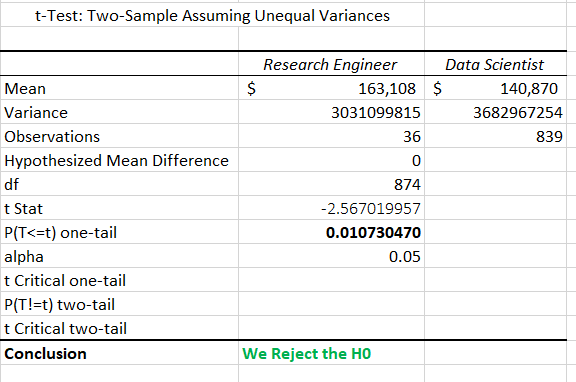 t-Test: Two-Sample Assuming Unequal Variances
Research Engineer Data Scientist
Mean $ 163,108 $ 140,870
Variance 3031099815 3682967254
Observations 36 839
Hypothesized Mean Difference 0
df 874
t Stat -2.567019957
P(T<=t) one-tail 0.010730470
alpha 0.05
t Critical one-tail
P(T!=t) two-tail
t Critical two-tail
Conclusion We Reject the H0